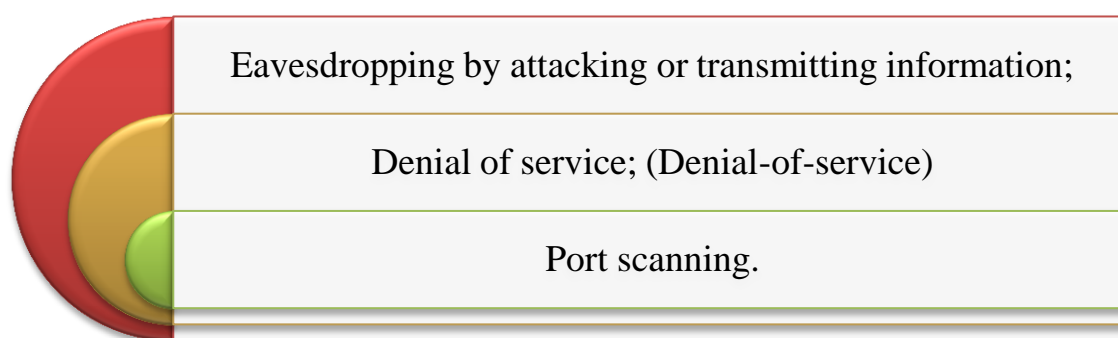 Eavesdropping by attacking or transmitting information;
Denial of service; (Denial-of-service)
Port scanning.